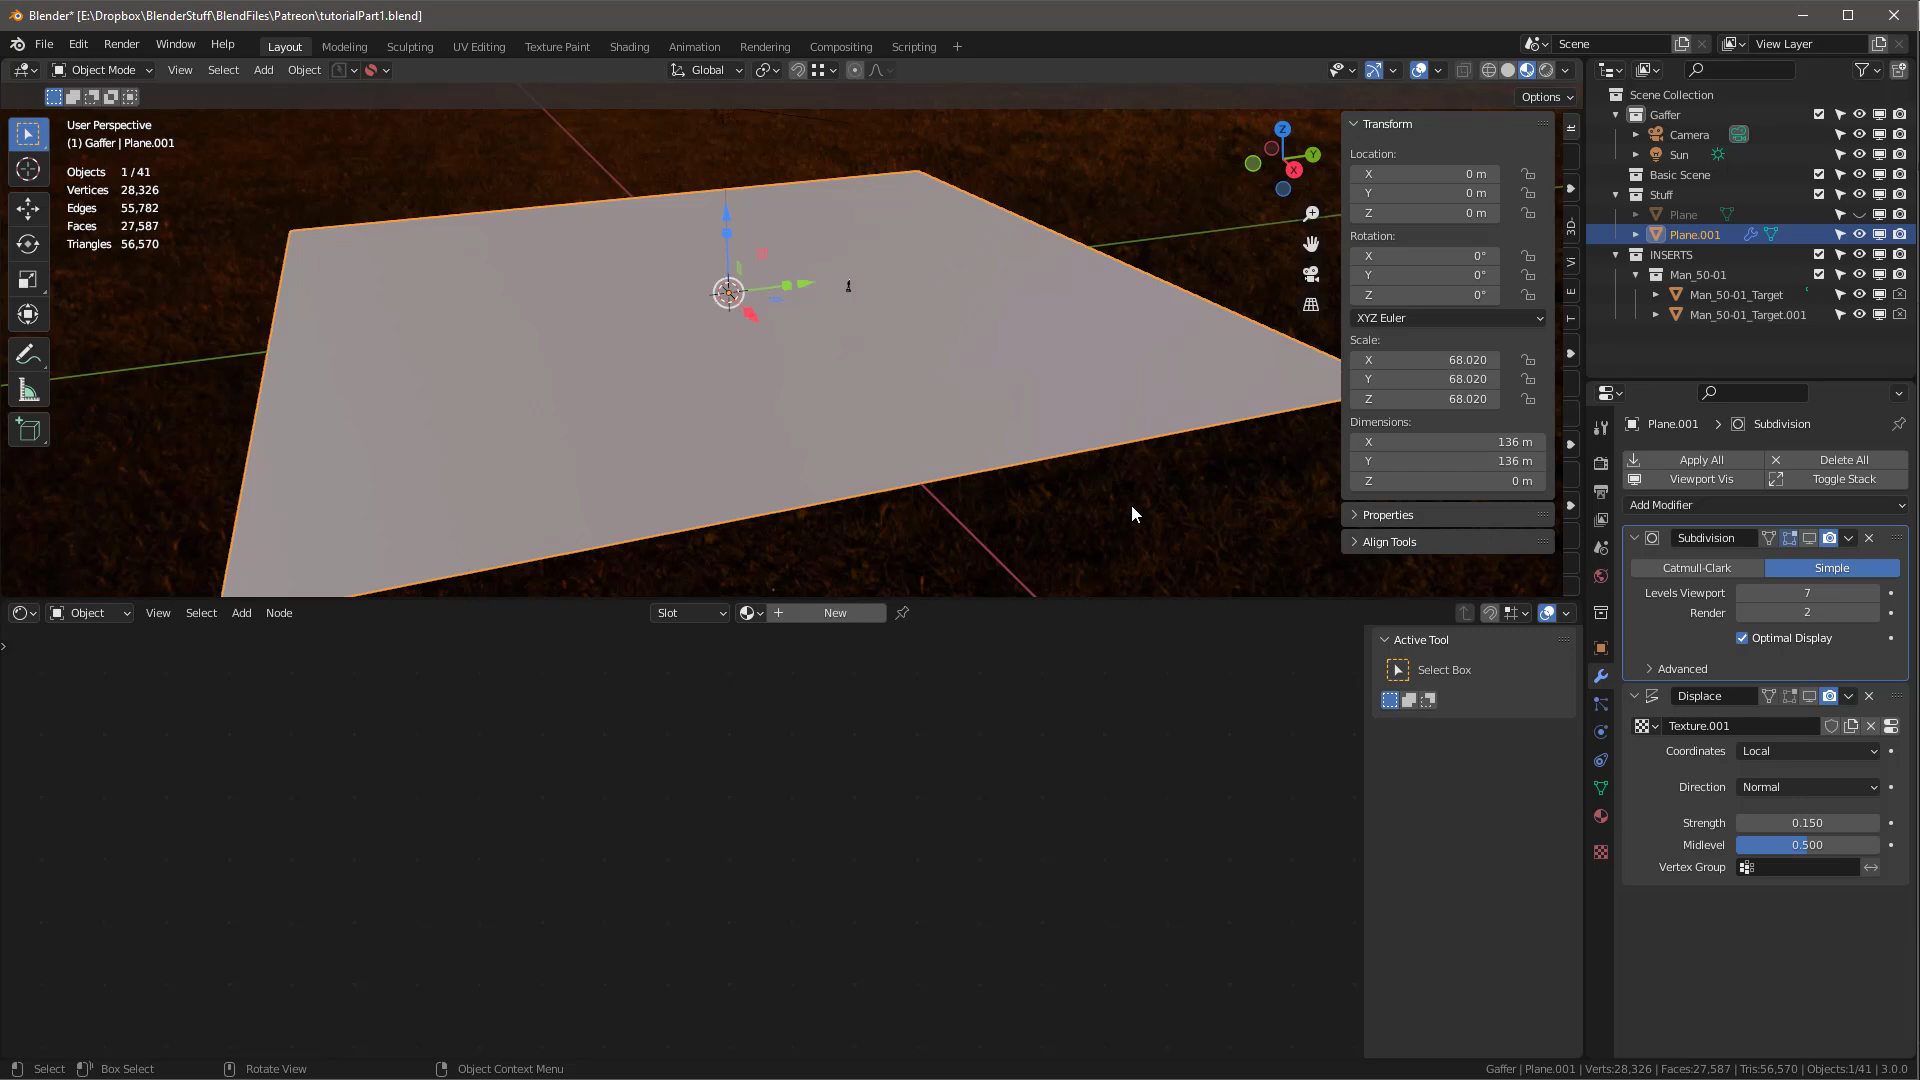 Blender* [E:\Dropbox\BlenderStuff\BlendFiles\Patreon\tutorialPart1.blend]
File Edit Render Window Help Layout Modeling Sculpting UV Editing Texture Paint Shading Animation Rendering Compositing Scripting + Scene View Layer
Object Mode View Select Add Object Global
Options
User Perspective
(1) Gaffer | Plane.001
Objects 1 / 41
Vertices 28,326
Edges 55,782
Faces 27,587
Triangles 56,570
Z
Y
X
Transform
Location:
X 0 m
Y 0 m
Z 0 m
Rotation:
X 0°
Y 0°
Z 0°
XYZ Euler
Scale:
X 68.020
Y 68.020
Z 68.020
Dimensions:
X 136 m
Y 136 m
Z 0 m
Properties
Align Tools
It
3D-
Vi
E
T
Scene Collection
Gaffer
Camera
Sun
Basic Scene
Stuff
Plane
Plane.001
INSERTS
Man_50-01
Man_50-01_Target
Man_50-01_Target.001
Plane.001 > Subdivision
Apply All Delete All
Viewport Vis Toggle Stack
Add Modifier
Subdivision
Catmull-Clark Simple
Levels Viewport 7
Render 2
Optimal Display
Advanced
Displace
Texture.001
Coordinates Local
Direction Normal
Strength 0.150
Midlevel 0.500
Vertex Group
Object View Select Add Node Slot + New
Active Tool
Select Box
Select Box Select Rotate View Object Context Menu
Gaffer | Plane.001 | Verts:28,326 | Faces:27,587 | Tris:56,570 | Objects:1/41 | 3.0.0